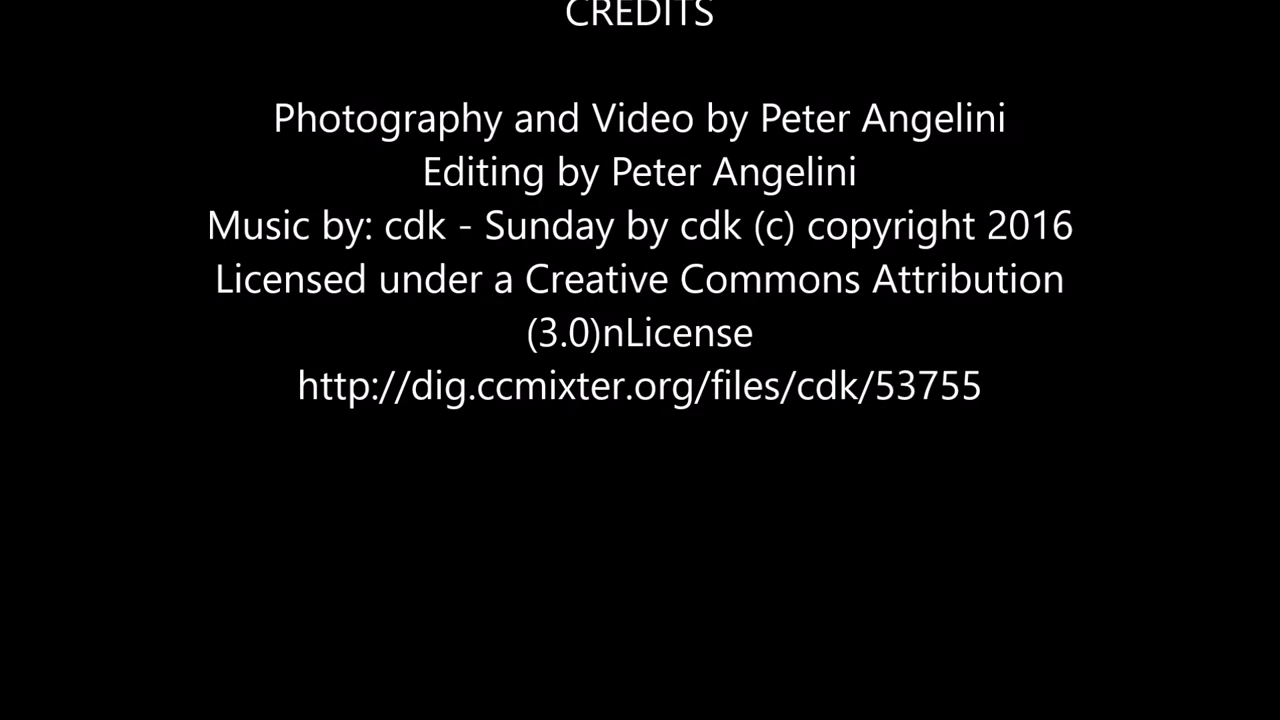 CREDITS
Photography and Video by Peter Angelini
Editing by Peter Angelini
Music by: cdk - Sunday by cdk (c) copyright 2016
Licensed under a Creative Commons Attribution
(3.0)nLicense
http://dig.ccmixter.org/files/cdk/53755